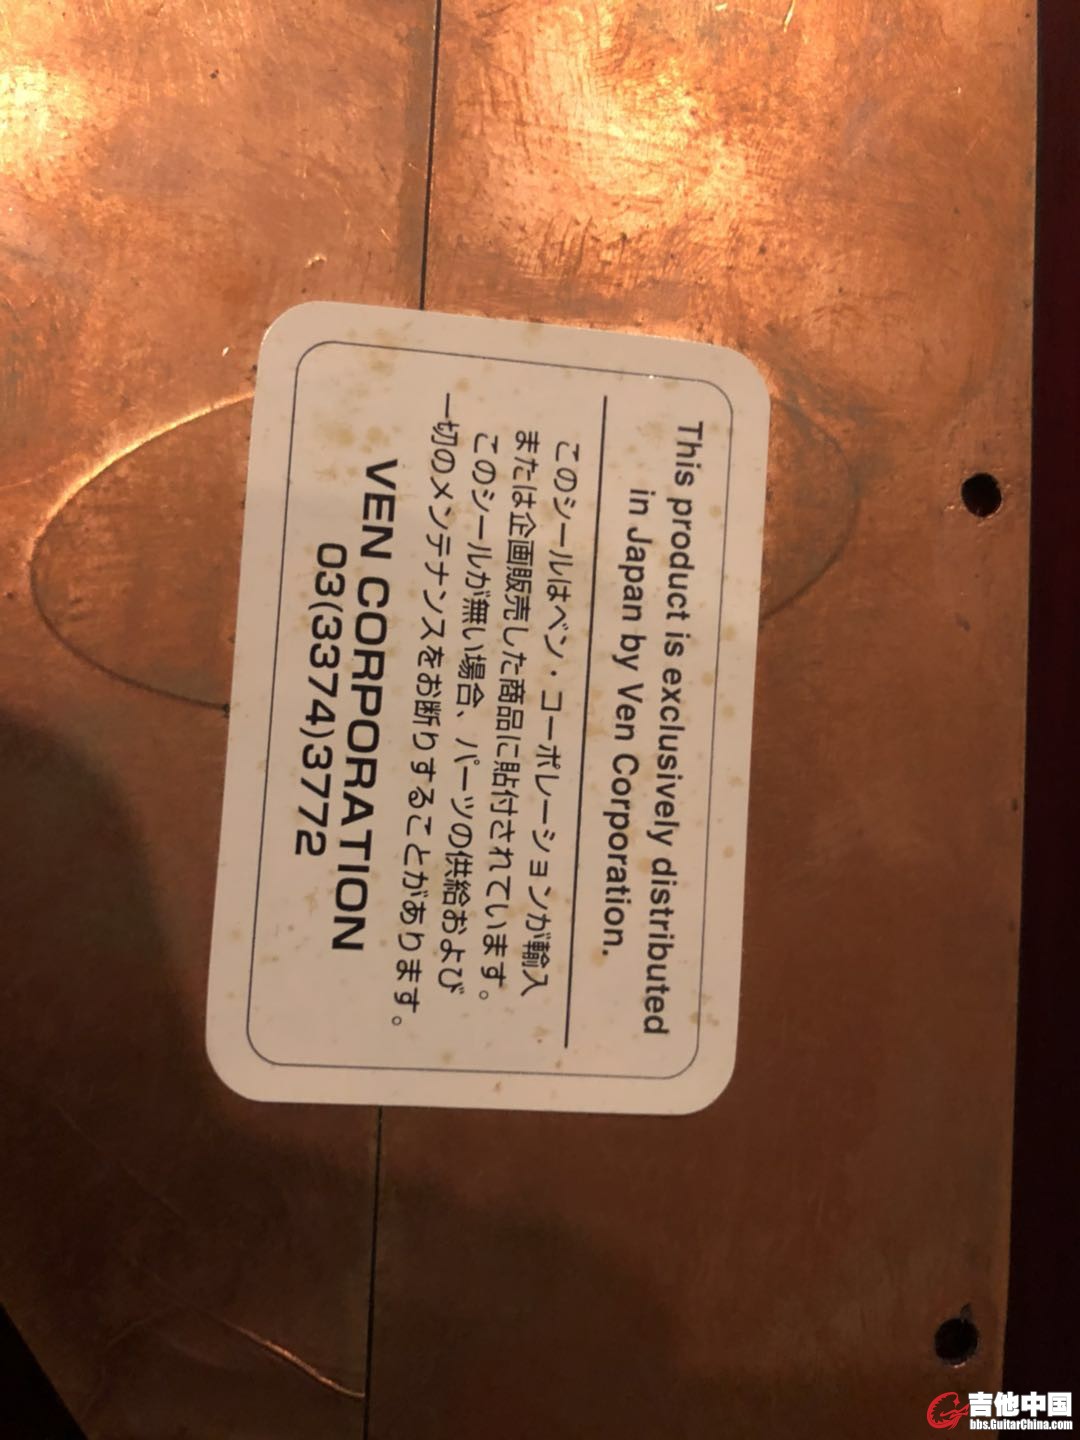 This product is exclusively distributed
in Japan by Ven Corporation.
このシールはベン・コーポレーションが輸入
または企画販売した商品に貼付されています。
このシールが無い場合、パーツの供給および
一切のメンテナンスをお断りすることがあります。
VEN CORPORATION
03(3374)3772
吉他中国
bbs.GuitarChina.com